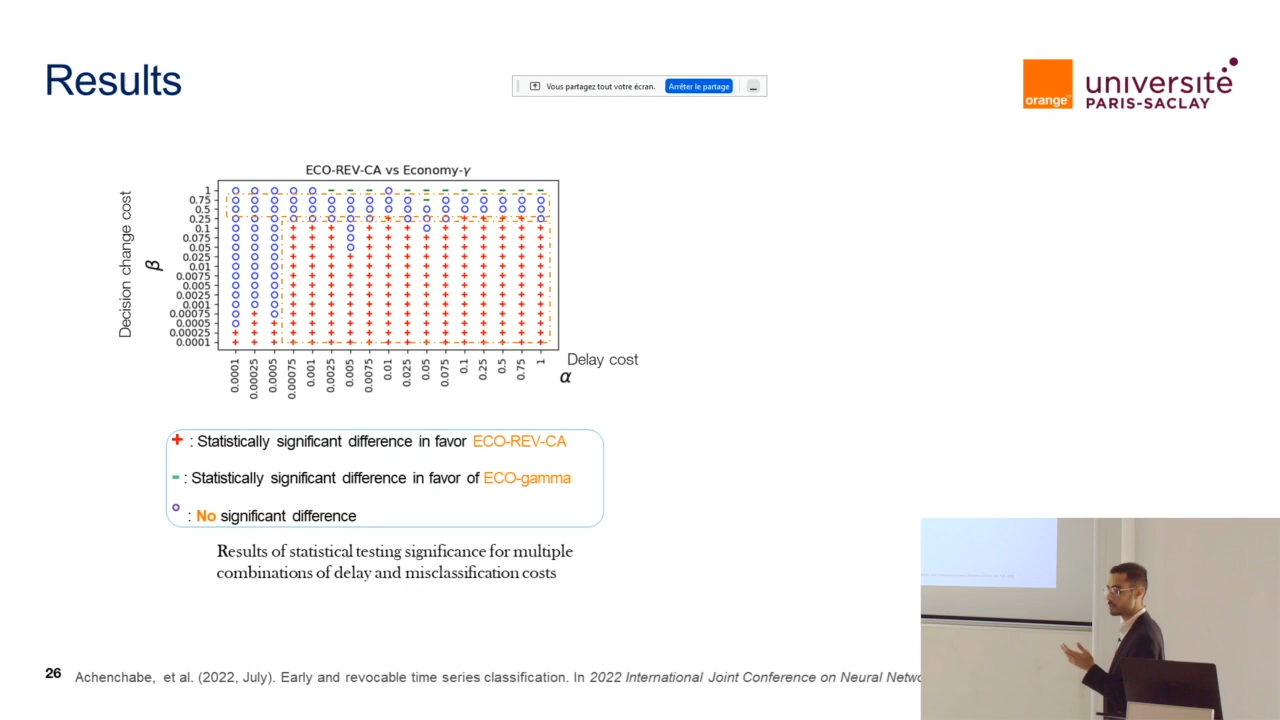 Results
Vous partagez tout votre écran. Arrêter le partage
orange™
université
PARIS-SACLAY
ECO-REV-CA vs Economy-γ
Decision change cost
β
1
0.75
0.5
0.25
0.1
0.075
0.05
0.025
0.01
0.0075
0.005
0.0025
0.001
0.00075
0.0005
0.00025
0.0001
0.0001
0.00025
0.0005
0.00075
0.001
0.0025
0.005
0.0075
0.01
0.025
0.05
0.075
0.1
0.25
0.5
0.75
1
Delay cost
α
+ : Statistically significant difference in favor ECO-REV-CA
- : Statistically significant difference in favor of ECO-gamma
o : No significant difference
Results of statistical testing significance for multiple
combinations of delay and misclassification costs
26 Achenchabe, et al. (2022, July). Early and revocable time series classification. In 2022 International Joint Conference on Neural